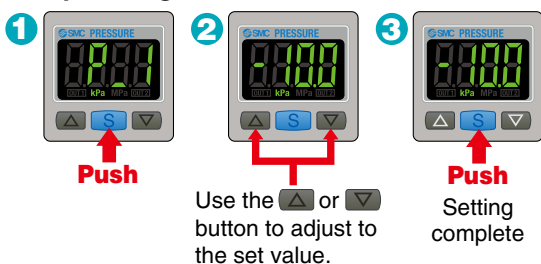 1
SMC PRESSURE
P_1
OUT1 kPa MPa OUT2
S
Push
2
SMC PRESSURE
-10.0
OUT1 kPa MPa OUT2
S
Use the △ or ▽
button to adjust to
the set value.
3
SMC PRESSURE
-10.0
OUT1 kPa MPa OUT2
S
Push
Setting
complete